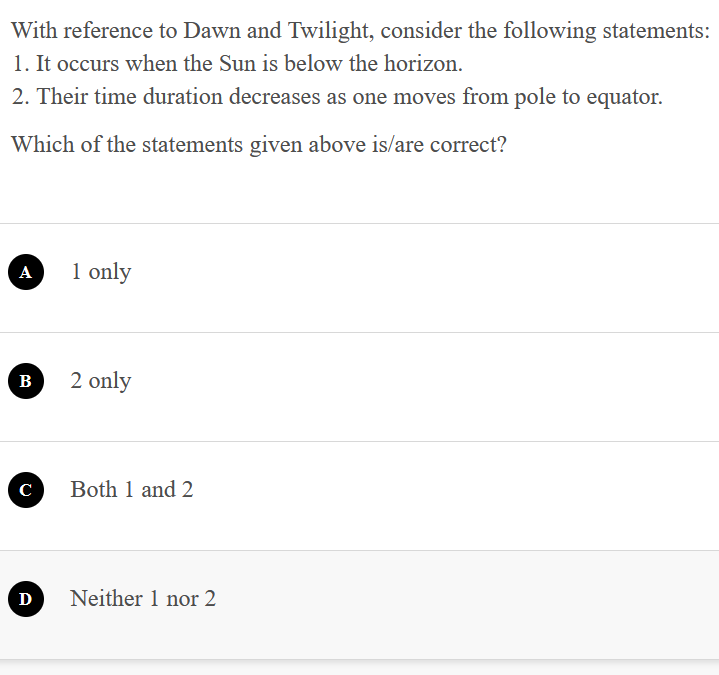 With reference to Dawn and Twilight, consider the following statements:
1. It occurs when the Sun is below the horizon.
2. Their time duration decreases as one moves from pole to equator.
Which of the statements given above is/are correct?
A 1 only
B 2 only
C Both 1 and 2
D Neither 1 nor 2